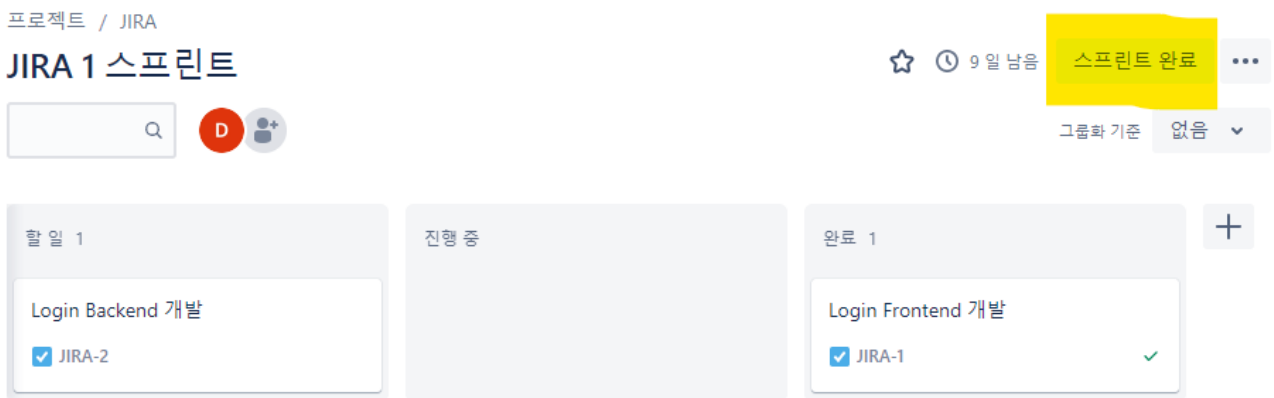 프로젝트 / JIRA
JIRA 1 스프린트
9일 남음
스프린트 완료
D
그룹화 기준 없음
할 일 1
진행 중
완료 1
Login Backend 개발
JIRA-2
Login Frontend 개발
JIRA-1